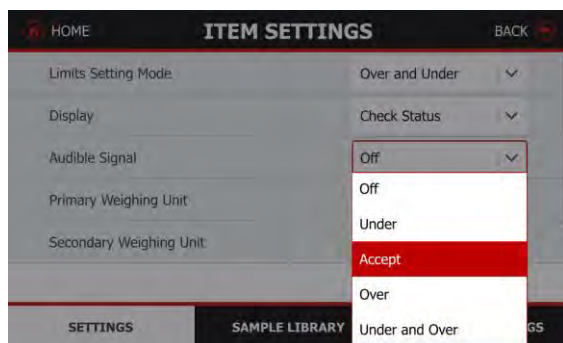 HOME ITEM SETTINGS BACK
Limits Setting Mode Over and Under
Display Check Status
Audible Signal Off
Off
Primary Weighing Unit
Under
Secondary Weighing Unit
Accept
Over
SETTINGS SAMPLE LIBRARY Under and Over GS